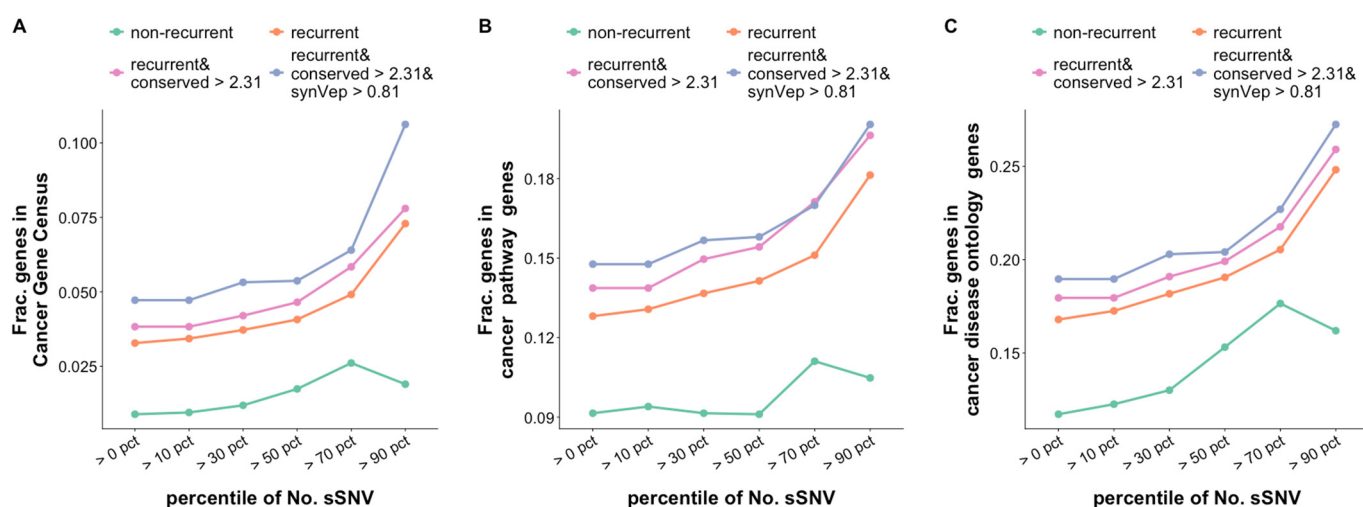 A
non-recurrent
recurrent
recurrent&
conserved > 2.31
recurrent&
conserved > 2.31&
synVep > 0.81
Frac. genes in
Cancer Gene Census
0.100
0.075
0.050
0.025
> 0 pct
> 10 pct
> 30 pct
> 50 pct
> 70 pct
> 90 pct
percentile of No. sSNV
B
non-recurrent
recurrent
recurrent&
conserved > 2.31
recurrent&
conserved > 2.31&
synVep > 0.81
Frac. genes in
cancer pathway genes
0.18
0.15
0.12
0.09
> 0 pct
> 10 pct
> 30 pct
> 50 pct
> 70 pct
> 90 pct
percentile of No. sSNV
C
non-recurrent
recurrent
recurrent&
conserved > 2.31
recurrent&
conserved > 2.31&
synVep > 0.81
Frac. genes in
cancer disease ontology genes
0.25
0.20
0.15
> 0 pct
> 10 pct
> 30 pct
> 50 pct
> 70 pct
> 90 pct
percentile of No. sSNV